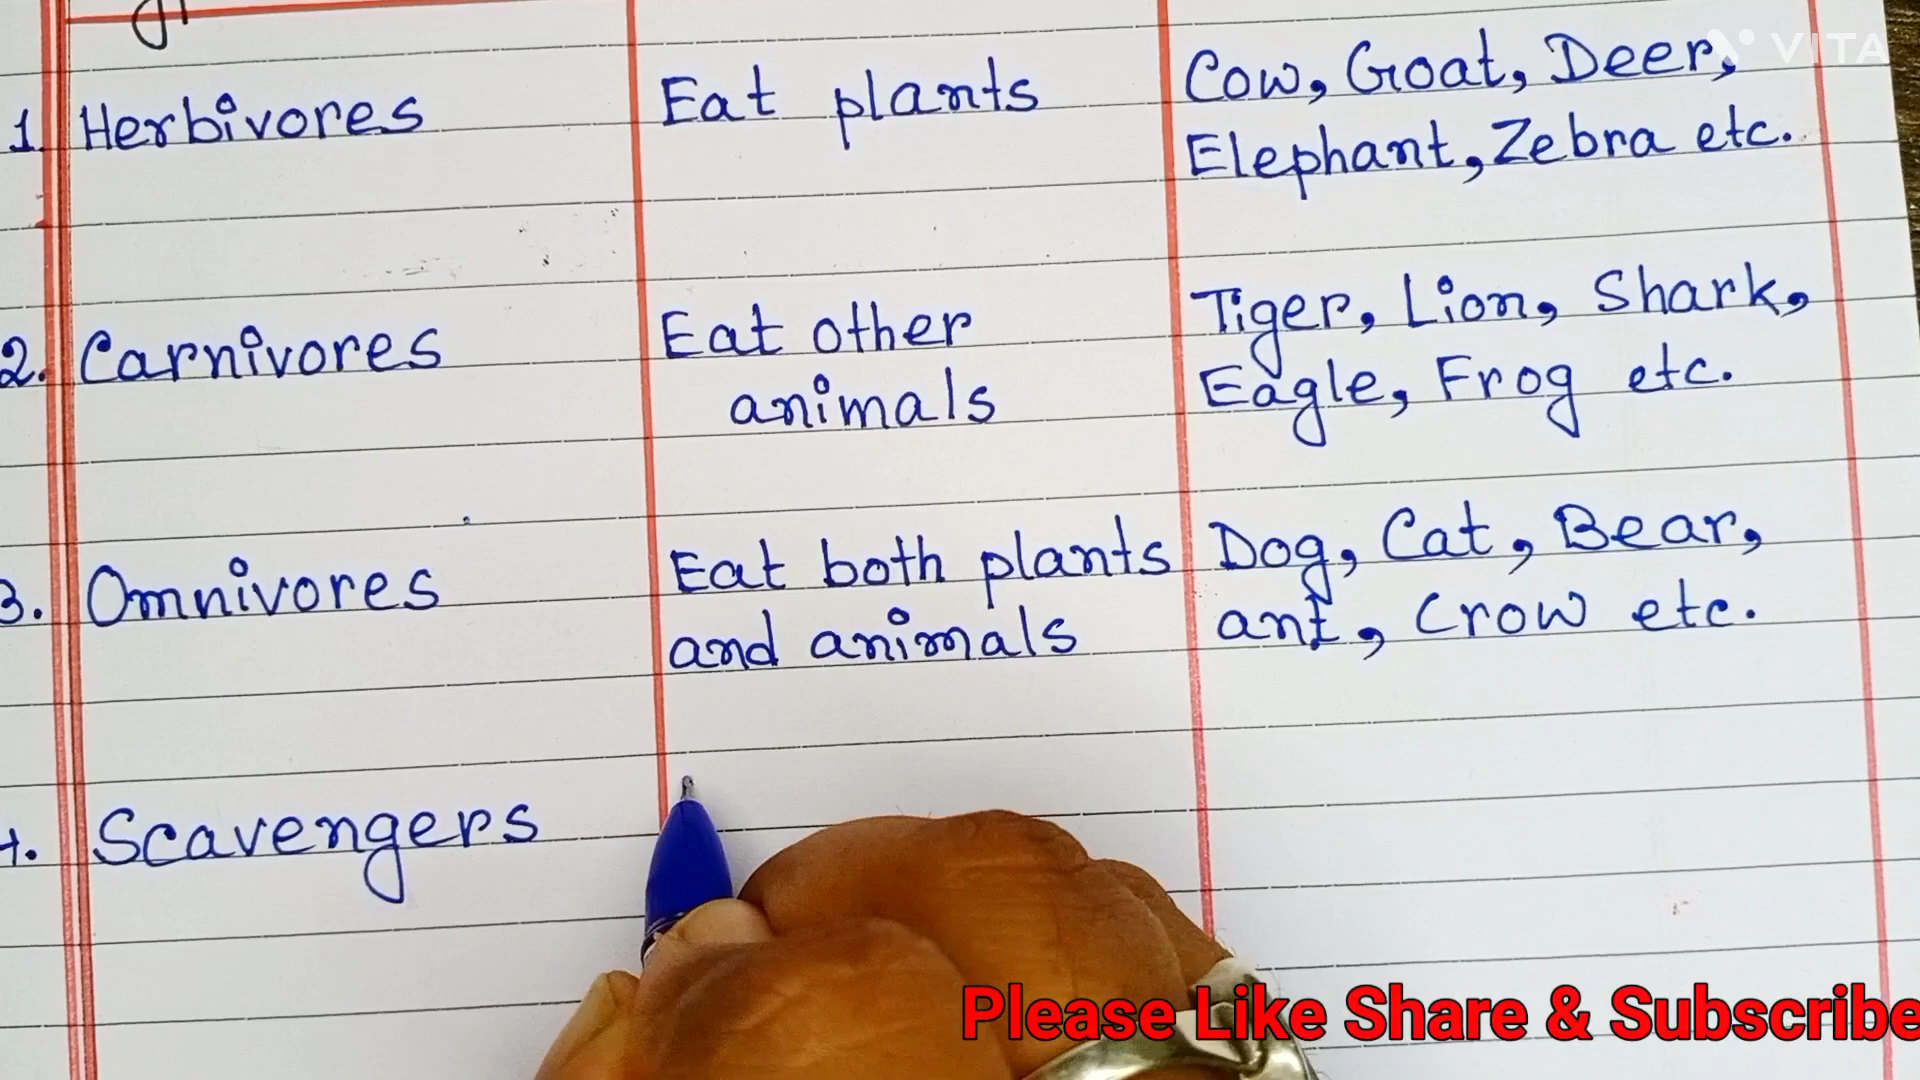 1. Herbivores
Eat plants
Cow, Goat, Deer,
Elephant, Zebra etc.
2. Carnivores
Eat other
animals
Tiger, Lion, Shark,
Eagle, Frog etc.
3. Omnivores
Eat both plants
and animals
Dog, Cat, Bear,
ant, Crow etc.
4. Scavengers
VITA
Please Like Share & Subscribe